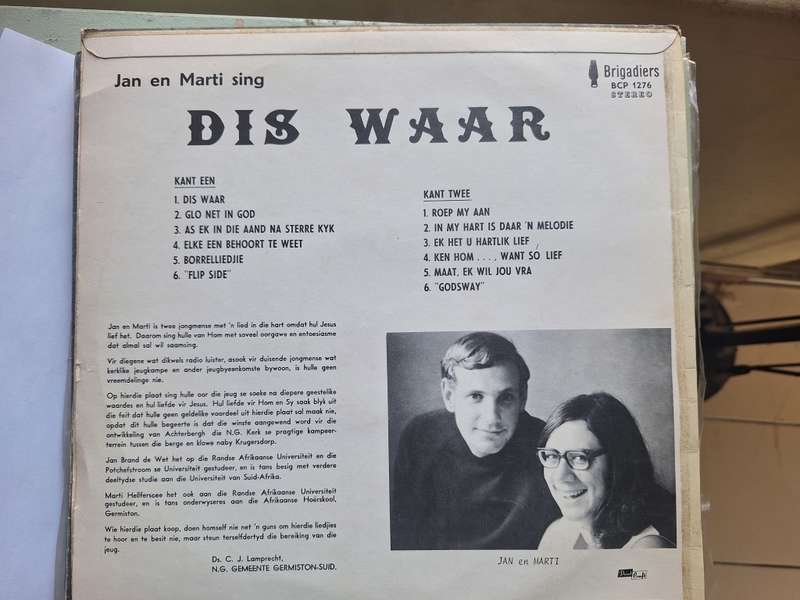 Jan en Marti sing
Brigadiers
BCP 1276
STEREO
DIS WAAR
KANT EEN
1. DIS WAAR
2. GLO NET IN GOD
3. AS EK IN DIE AAND NA STERRE KYK
4. ELKE EEN BEHOORT TE WEET
5. BORRELLIEDJIE
6. "FLIP SIDE"
KANT TWEE
1. ROEP MY AAN
2. IN MY HART IS DAAR 'N MELODIE
3. EK HET U HARTLIK LIEF
4. KEN HOM . . . , WANT SÓ LIEF
5. MAAT, EK WIL JOU VRA
6. "GODSWAY"
Jan en Marti is twee jongmense met 'n lied in die hart omdat hul Jesus
lief het. Daarom sing hulle van Hom met soveel oorgawe en entoesiasme
dat almal sal wil saamsing.
Vir diegene wat dikwels radio luister, asook vir duisende jongmense wat
kerklike jeugkampe en ander jeugbyeenkomste bywoon, is hulle geen
vreemdelinge nie.
Op hierdie plaat sing hulle oor die jeug se soeke na diepere geestelike
waardes en hul liefde vir Jesus. Hul liefde vir Hom en Sy saak blyk uit
die feit dat hulle geen geldelike voordeel uit hierdie plaat sal maak nie,
opdat dit hulle begeerte is dat die winste aangewend word vir die
ontwikkeling van Achterbergh die N.G. Kerk se pragtige kampeer-
terrein tussen die berge en klowe naby Krugersdorp.
Jan Brand de Wet het op die Randse Afrikaanse Universiteit en die
Potchefstroom se Universiteit gestudeer, en is tans besig met verdere
deeltydse studie aan die Universiteit van Suid-Afrika.
Marti Heilferscee het ook aan die Randse Afrikaanse Universiteit
gestudeer, en is tans onderwyseres aan die Afrikaanse Hoërskool,
Germiston.
Wie hierdie plaat koop, doen homself nie net 'n guns om hierdie liedjies
te hoor en te besit nie, maar steun terselfdertyd die bereiking van die
jeug.
Ds. C. J. Lamprecht,
N.G. GEMEENTE GERMISTON-SUID.
JAN en MARTI